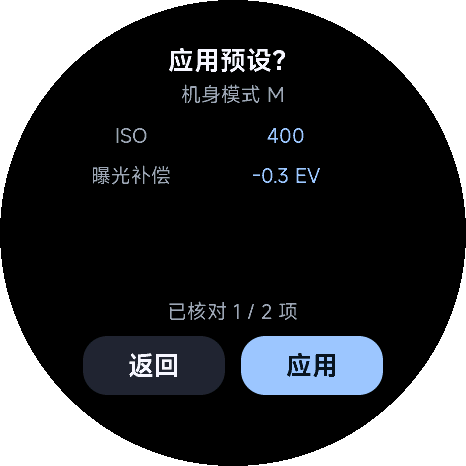 应用预设?
机身模式 M
ISO 400
曝光补偿 -0.3 EV
已核对 1 / 2 项
返回 应用